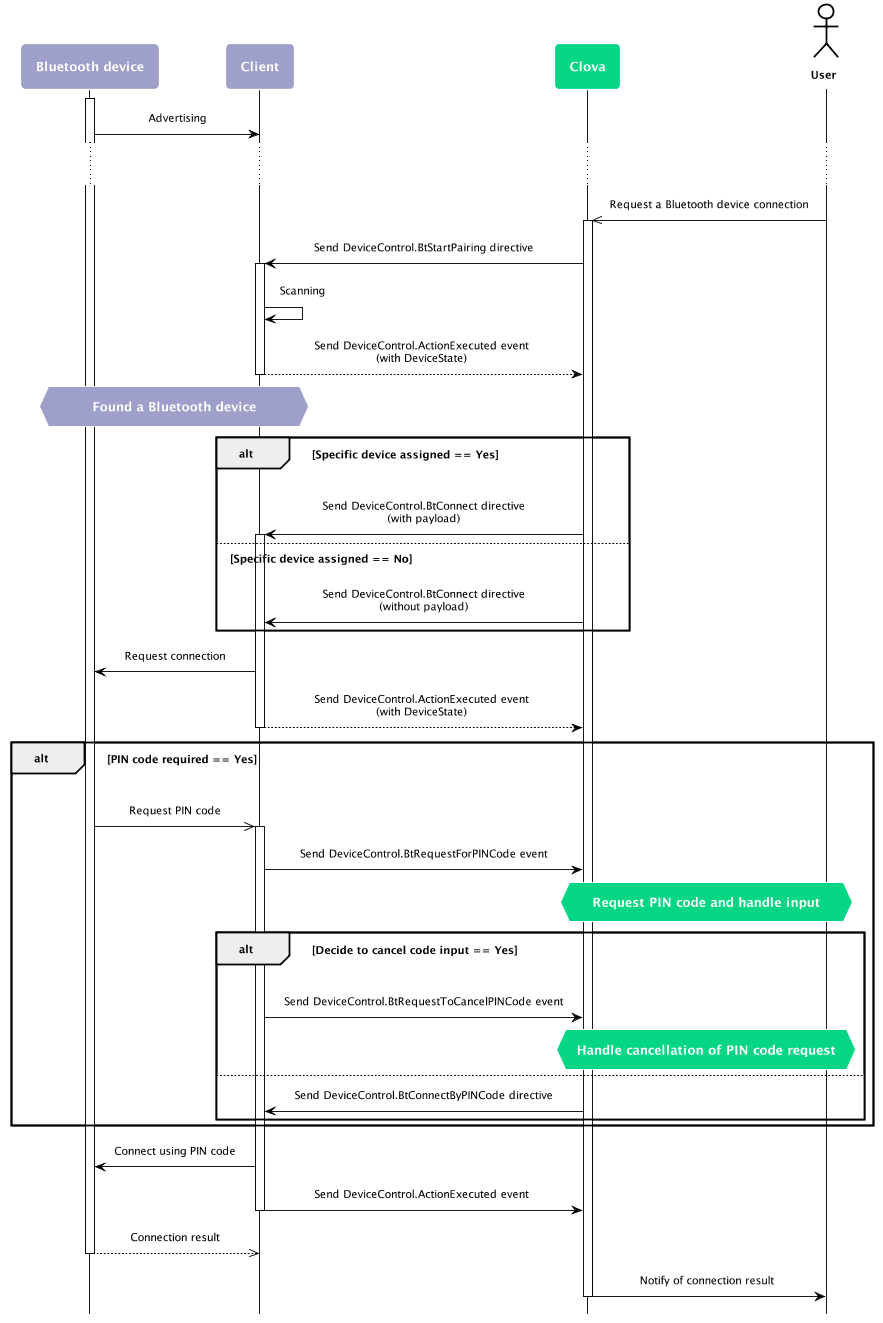 Bluetooth device
Client
Clova
User
Advertising
Request a Bluetooth device connection
Send DeviceControl.BtStartPairing directive
Scanning
Send DeviceControl.ActionExecuted event
(with DeviceState)
Found a Bluetooth device
alt
[Specific device assigned == Yes]
Send DeviceControl.BtConnect directive
(with payload)
[Specific device assigned == No]
Send DeviceControl.BtConnect directive
(without payload)
Request connection
Send DeviceControl.ActionExecuted event
(with DeviceState)
alt
[PIN code required == Yes]
Request PIN code
Send DeviceControl.BtRequestForPINCode event
Request PIN code and handle input
alt
[Decide to cancel code input == Yes]
Send DeviceControl.BtRequestToCancelPINCode event
Handle cancellation of PIN code request
Send DeviceControl.BtConnectByPINCode directive
Connect using PIN code
Send DeviceControl.ActionExecuted event
Connection result
Notify of connection result